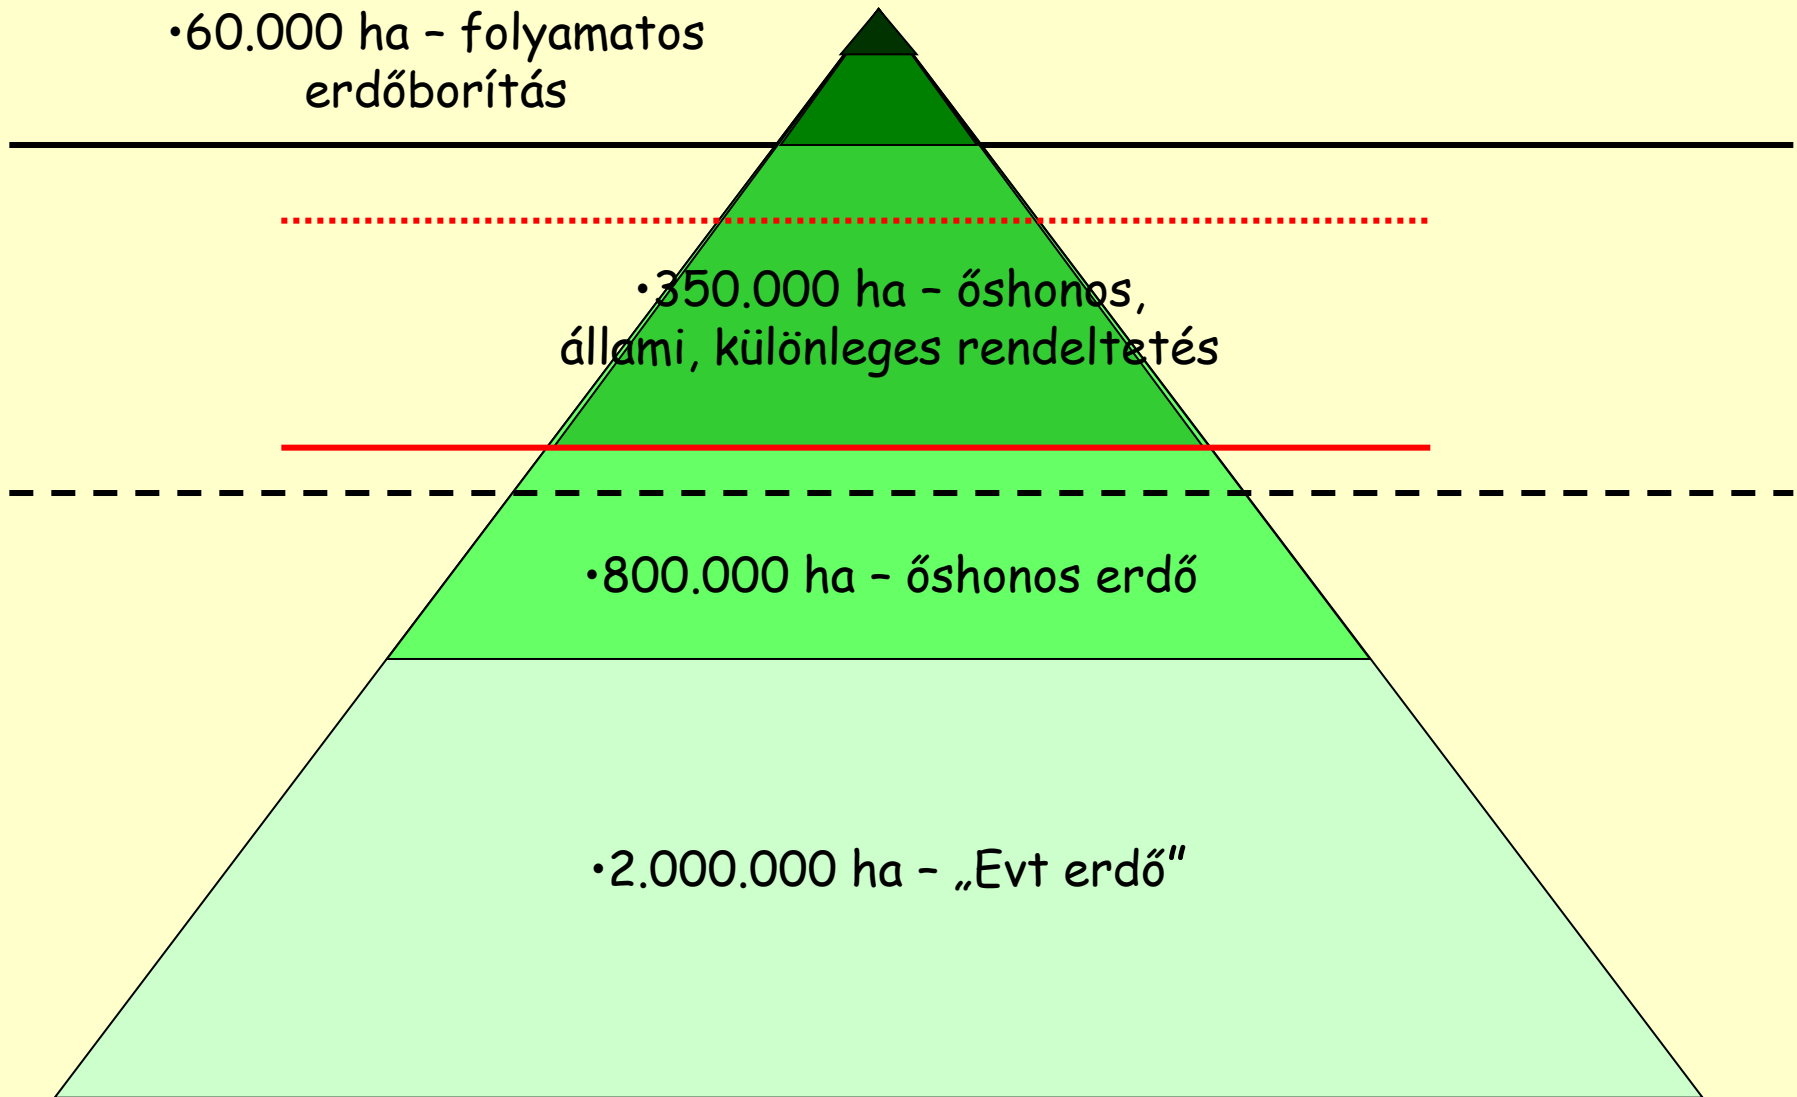 •60.000 ha – folyamatos
erdőborítás
•350.000 ha – őshonos,
állami, különleges rendeltetés
•800.000 ha – őshonos erdő
•2.000.000 ha – „Evt erdő"